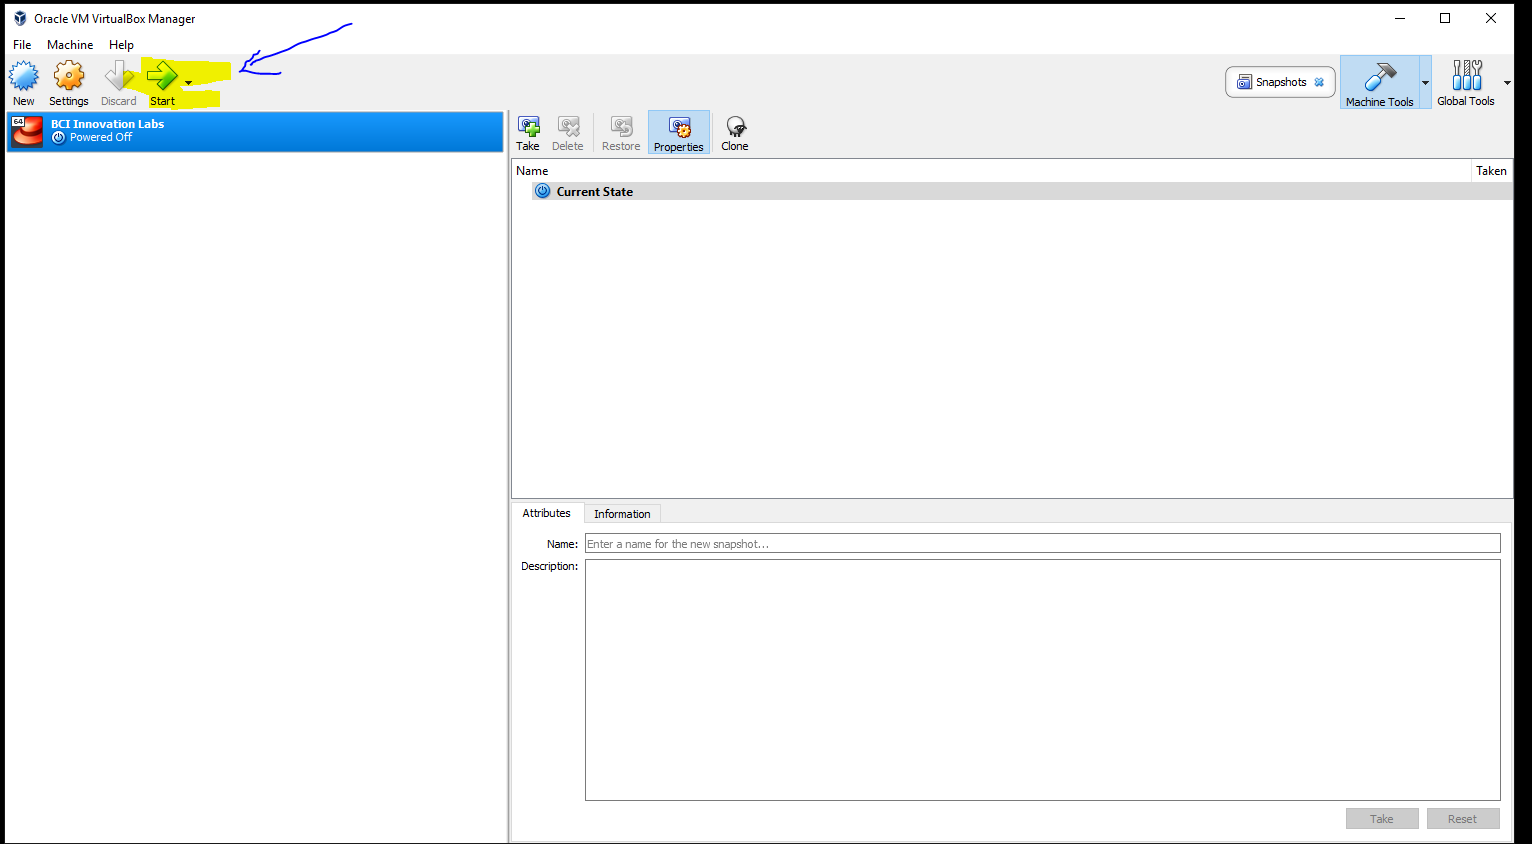 Oracle VM VirtualBox Manager
File Machine Help
New Settings Discard Start
Snapshots Machine Tools Global Tools
64 BCI Innovation Labs
Powered Off
Take Delete Restore Properties Clone
Name Taken
Current State
Attributes Information
Name: Enter a name for the new snapshot...
Description:
Take Reset